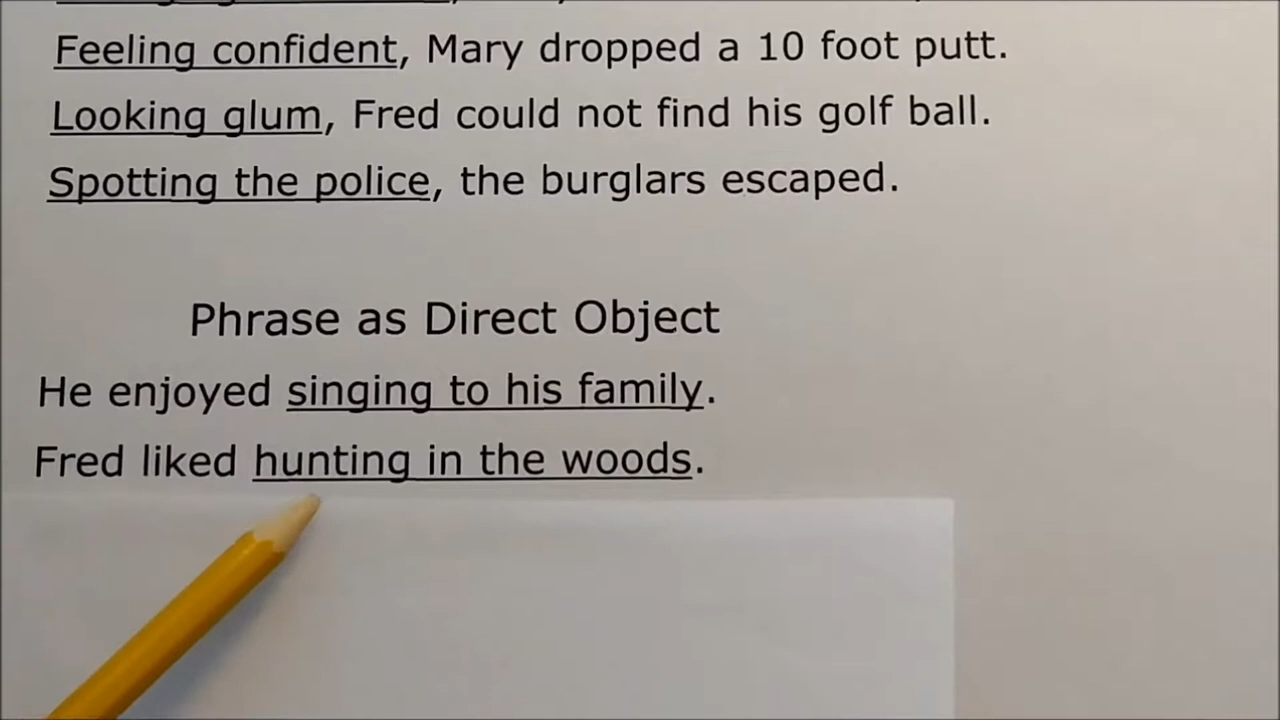 Feeling confident, Mary dropped a 10 foot putt.
Looking glum, Fred could not find his golf ball.
Spotting the police, the burglars escaped.
Phrase as Direct Object
He enjoyed singing to his family.
Fred liked hunting in the woods.